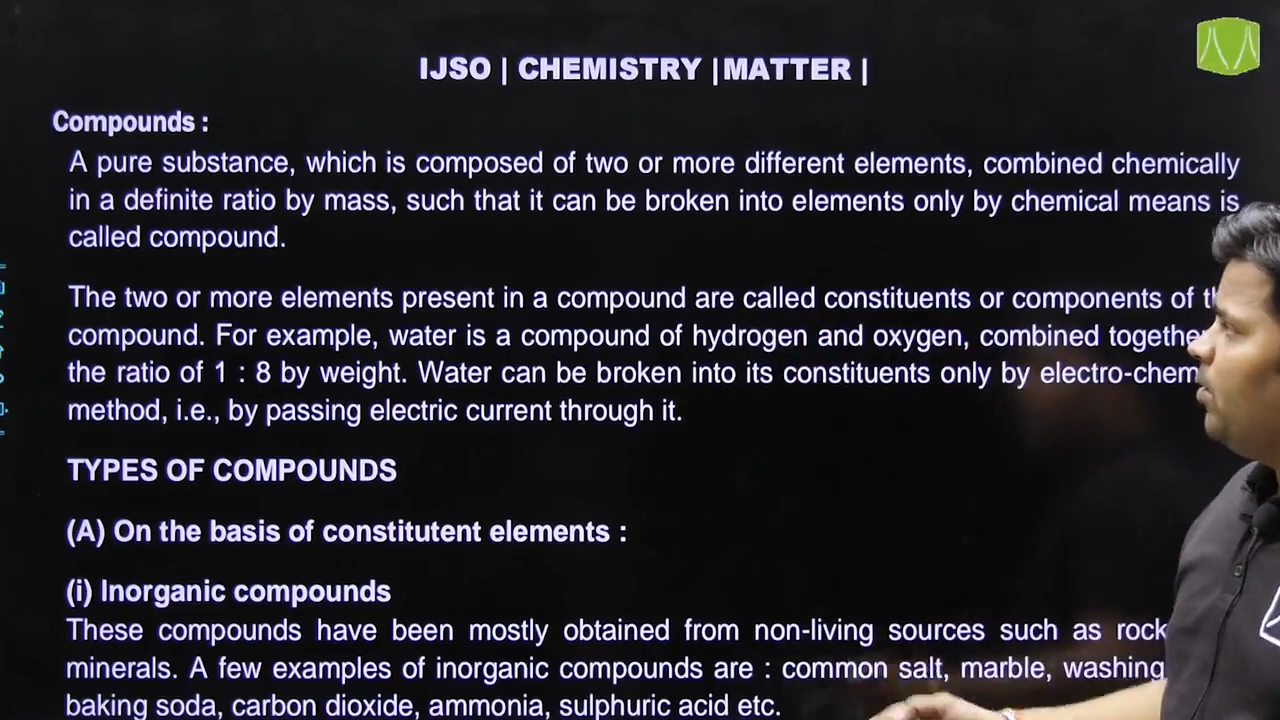 IJSO | CHEMISTRY |MATTER |
Compounds :
A pure substance, which is composed of two or more different elements, combined chemically
in a definite ratio by mass, such that it can be broken into elements only by chemical means is
called compound.
The two or more elements present in a compound are called constituents or components of
compound. For example, water is a compound of hydrogen and oxygen, combined together
the ratio of 1 : 8 by weight. Water can be broken into its constituents only by electro-chem
method, i.e., by passing electric current through it.
TYPES OF COMPOUNDS
(A) On the basis of constitutent elements :
(i) Inorganic compounds
These compounds have been mostly obtained from non-living sources such as rock
minerals. A few examples of inorganic compounds are : common salt, marble, washing
baking soda, carbon dioxide, ammonia, sulphuric acid etc.